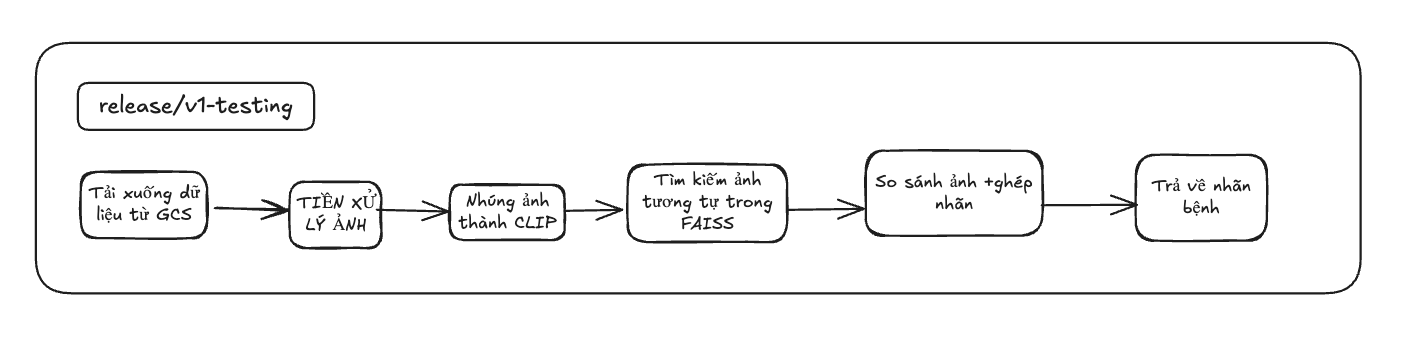 release/v1-testing
Tải xuống dữ
liệu từ GCS
TIỀN XỬ
LÝ ẢNH
Nhúng ảnh
thành CLIP
Tìm kiếm ảnh
tương tự trong
FAISS
So sánh ảnh +ghép
nhãn
Trả về nhãn
bệnh